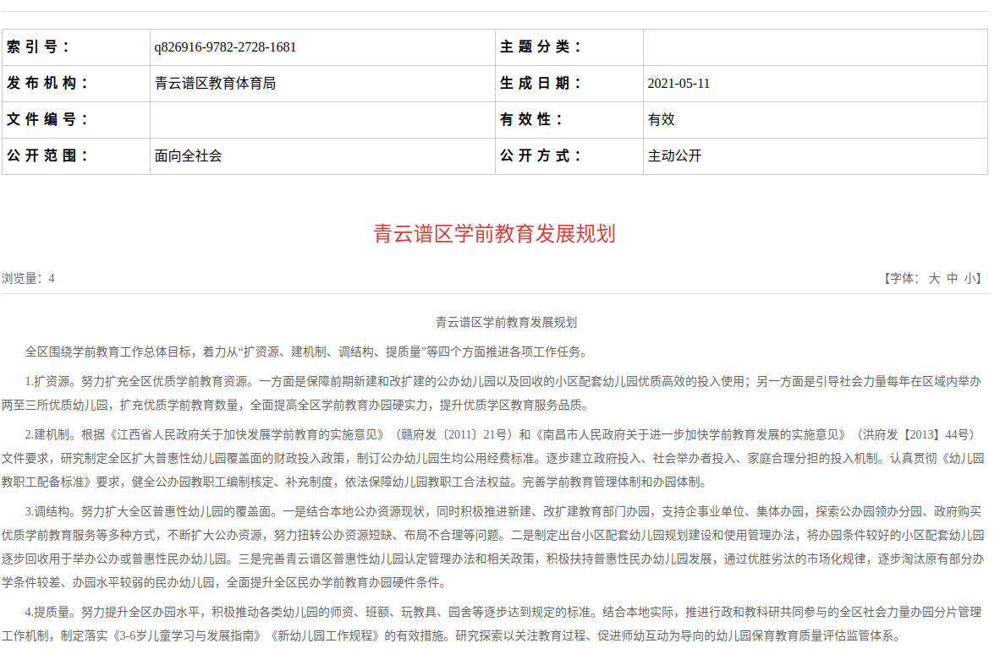 索引号： q826916-9782-2728-1681 主题分类：
发布机构： 青云谱区教育体育局 生成日期： 2021-05-11
文件编号： 有效性： 有效
公开范围： 面向全社会 公开方式： 主动公开
青云谱区学前教育发展规划
浏览量：4 【字体： 大 中 小】
青云谱区学前教育发展规划
全区围绕学前教育工作总体目标，着力从“扩资源、建机制、调结构、提质量”等四个方面推进各项工作任务。
1.扩资源。努力扩充全区优质学前教育资源。一方面是保障前期新建和改扩建的公办幼儿园以及回收的小区配套幼儿园优质高效的投入使用；另一方面是引导社会力量每年在区域内举办
两至三所优质幼儿园，扩充优质学前教育数量，全面提高全区学前教育办园硬实力，提升优质学区教育服务品质。
2.建机制。根据《江西省人民政府关于加快发展学前教育的实施意见》（赣府发〔2011〕21号）和《南昌市人民政府关于进一步加快学前教育发展的实施意见》（洪府发【2013】44号）
文件要求，研究制定全区扩大普惠性幼儿园覆盖面的财政投入政策，制订公办幼儿园生均公用经费标准。逐步建立政府投入、社会举办者投入、家庭合理分担的投入机制。认真贯彻《幼儿园
教职工配备标准》要求，健全公办园教职工编制核定、补充制度，依法保障幼儿园教职工合法权益。完善学前教育管理体制和办园体制。
3.调结构。努力扩大全区普惠性幼儿园的覆盖面。一是结合本地公办资源现状，同时积极推进新建、改扩建教育部门办园，支持企事业单位、集体办园，探索公办园领办分园、政府购买
优质学前教育服务等多种方式，不断扩大公办资源，努力扭转公办资源短缺、布局不合理等问题。二是制定出台小区配套幼儿园规划建设和使用管理办法，将办园条件较好的小区配套幼儿园
逐步回收用于举办公办或普惠性民办幼儿园。三是完善青云谱区普惠性幼儿园认定管理办法和相关政策，积极扶持普惠性民办幼儿园发展，通过优胜劣汰的市场化规律，逐步淘汰原有部分办
学条件较差、办园水平较弱的民办幼儿园，全面提升全区民办学前教育办园硬件条件。
4.提质量。努力提升全区办园水平，积极推动各类幼儿园的师资、班额、玩教具、园舍等逐步达到规定的标准。结合本地实际，推进行政和教科研共同参与的全区社会力量办园分片管理
工作机制，制定落实《3-6岁儿童学习与发展指南》《新幼儿园工作规程》的有效措施。研究探索以关注教育过程、促进师幼互动为导向的幼儿园保育教育质量评估监管体系。